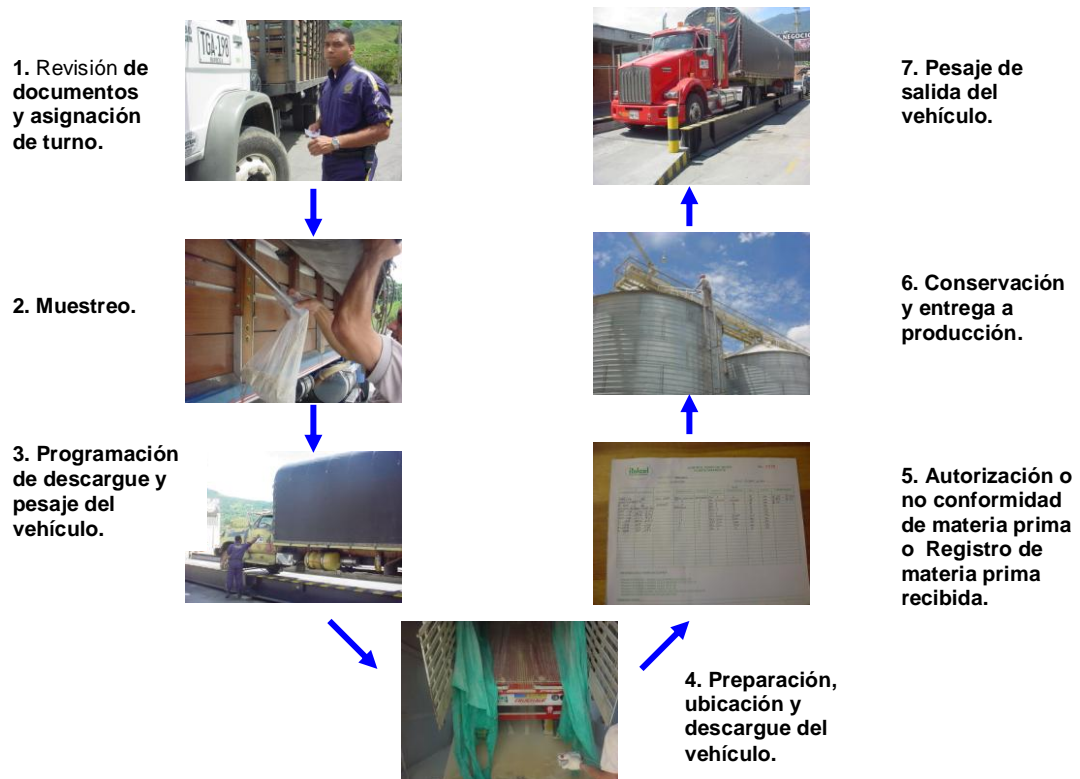 1. Revisión de
documentos
y asignación
de turno.
TGA-198
2. Muestreo.
3. Programación
de descargue y
pesaje del
vehículo.
4. Preparación,
ubicación y
descargue del
vehículo.
5. Autorización o
no conformidad
de materia prima
o Registro de
materia prima
recibida.
6. Conservación
y entrega a
producción.
7. Pesaje de
salida del
vehículo.
NEGOCIO